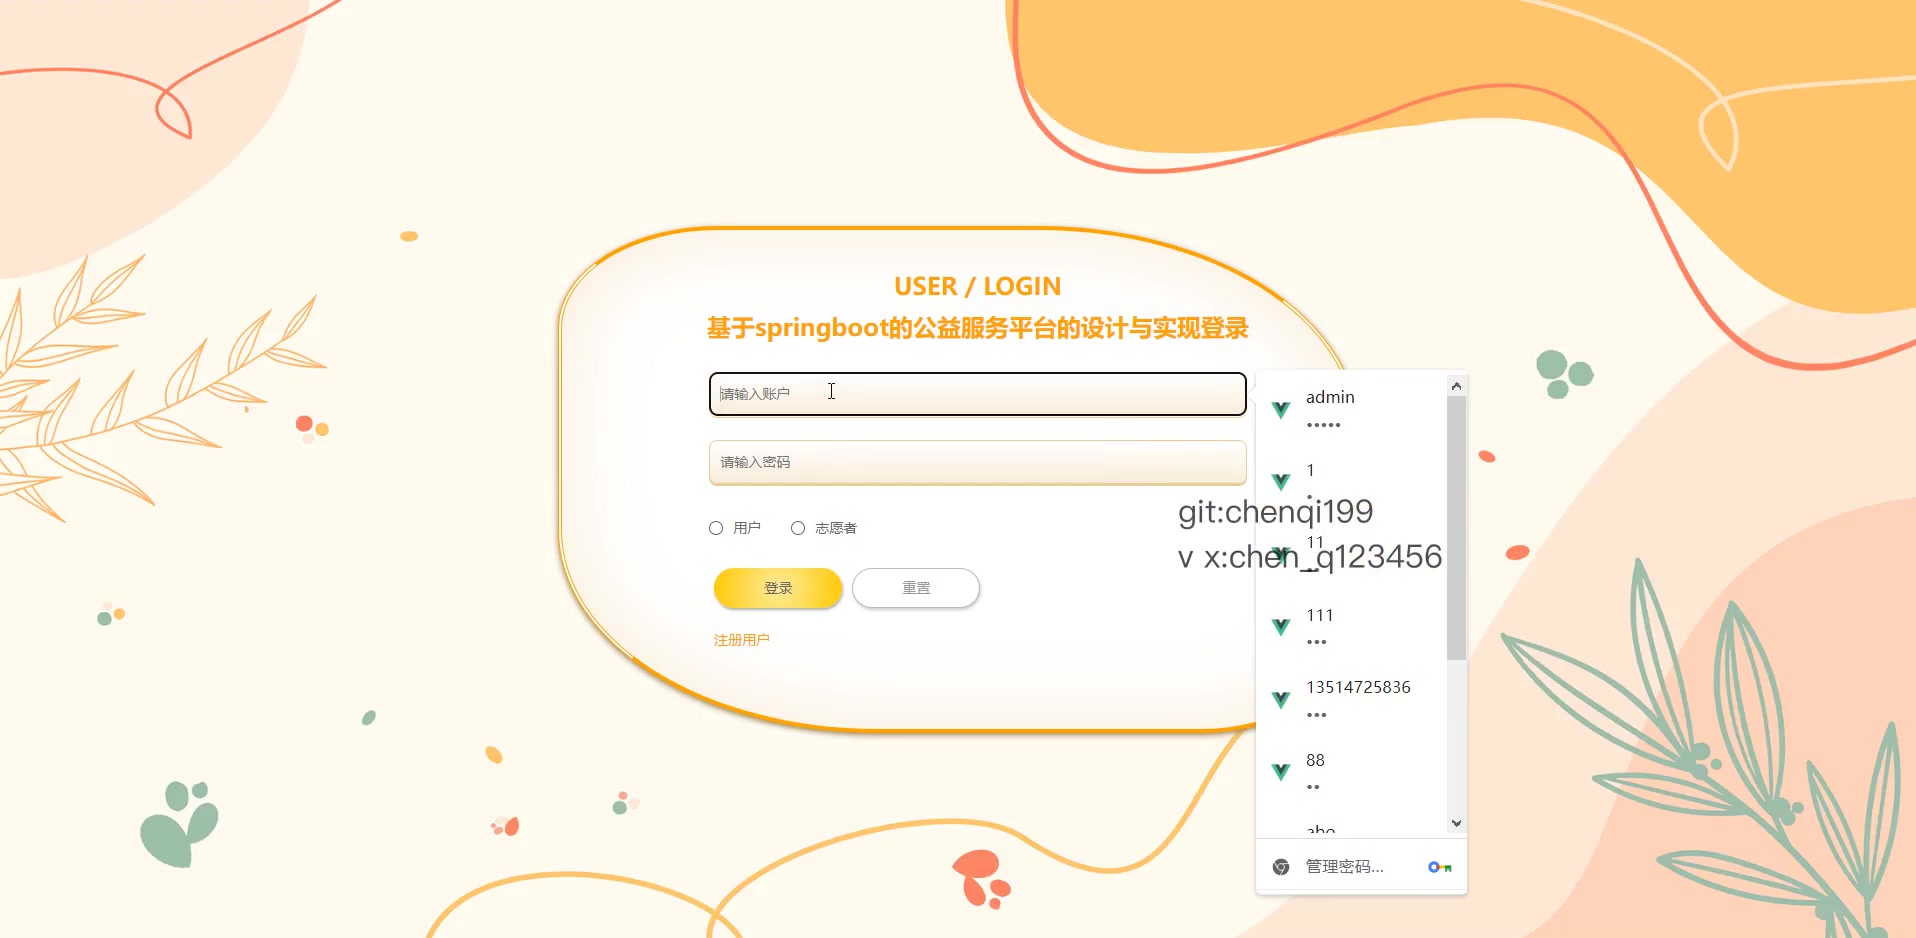 USER / LOGIN
基于springboot的公益服务平台的设计与实现登录
请输入账户
请输入密码
用户
志愿者
登录
重置
注册用户
admin
•••••
1
•
git:chenqi199
11
v x:chen_q123456
111
•••
13514725836
•••
88
••
管理密码...